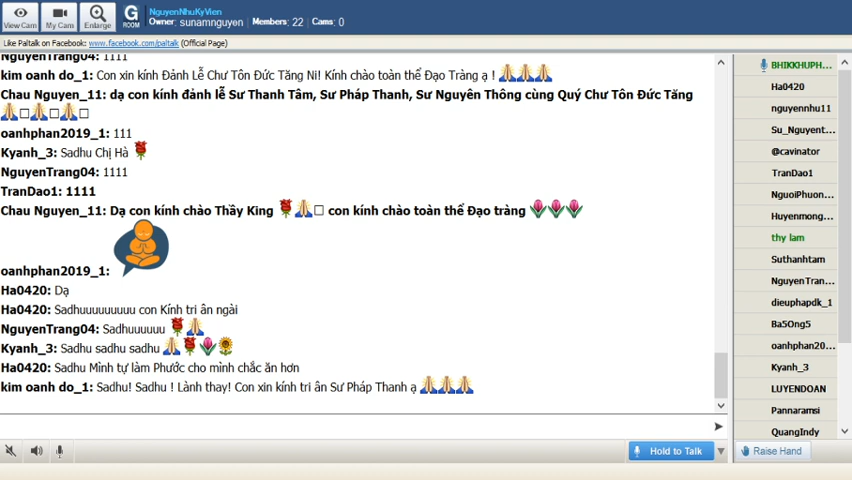 View Cam
My Cam
Enlarge
G
ROOM
NguyenNhuKyVien
Owner: sunamnguyen Members: 22 Cams: 0
Like Paltalk on Facebook: www.facebook.com/paltalk (Official Page)
NguyenTrang04: 1111
kim oanh do_1: Con xin kính Đảnh Lễ Chư Tôn Đức Tăng Ni! Kính chào toàn thể Đạo Tràng ạ !
Chau Nguyen_11: dạ con kính đảnh lễ Sư Thanh Tâm, Sư Pháp Thanh, Sư Nguyên Thông cùng Quý Chư Tôn Đức Tăng
oanhphan2019_1: 111
Kyanh_3: Sadhu Chị Hà
NguyenTrang04: 1111
TranDao1: 1111
Chau Nguyen_11: Dạ con kính chào Thầy King con kính chào toàn thể Đạo tràng
oanhphan2019_1:
Ha0420: Dạ
Ha0420: Sadhuuuuuuuuu con Kính tri ân ngài
NguyenTrang04: Sadhuuuuuu
Kyanh_3: Sadhu sadhu sadhu
Ha0420: Sadhu Mình tự làm Phước cho mình chắc ăn hơn
kim oanh do_1: Sadhu! Sadhu ! Lành thay! Con xin kính tri ân Sư Pháp Thanh ạ
Hold to Talk
BHIKKHUPH...
Ha0420
nguyennhu11
Su_Nguyent...
@cavinator
TranDao1
NguoiPhuon...
Huyenmong...
thy lam
Suthanhtam
NguyenTran...
dieuphapdk_1
Ba5Ong5
oanhphan20...
Kyanh_3
LUYENDOAN
Pannaramsi
QuangIndy
Raise Hand